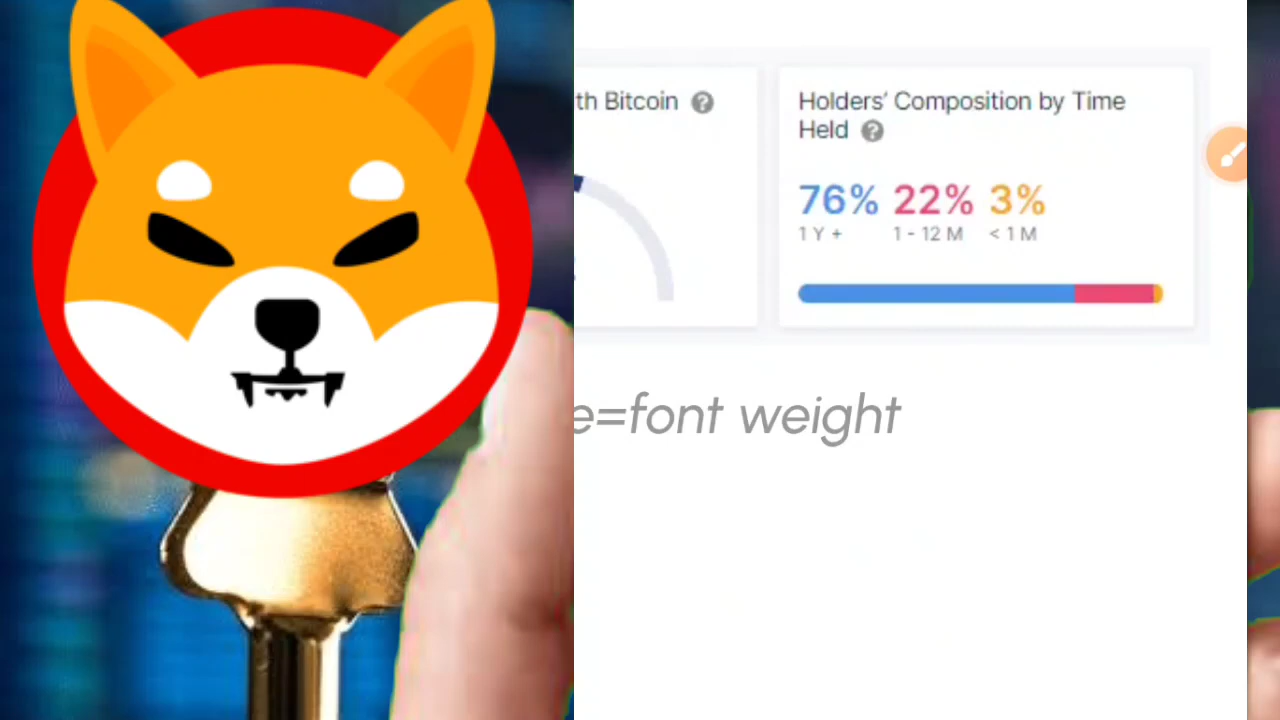 th Bitcoin ?
Holders’ Composition by Time
Held ?
76% 22% 3%
1 Y + 1 - 12 M < 1 M
e=font weight